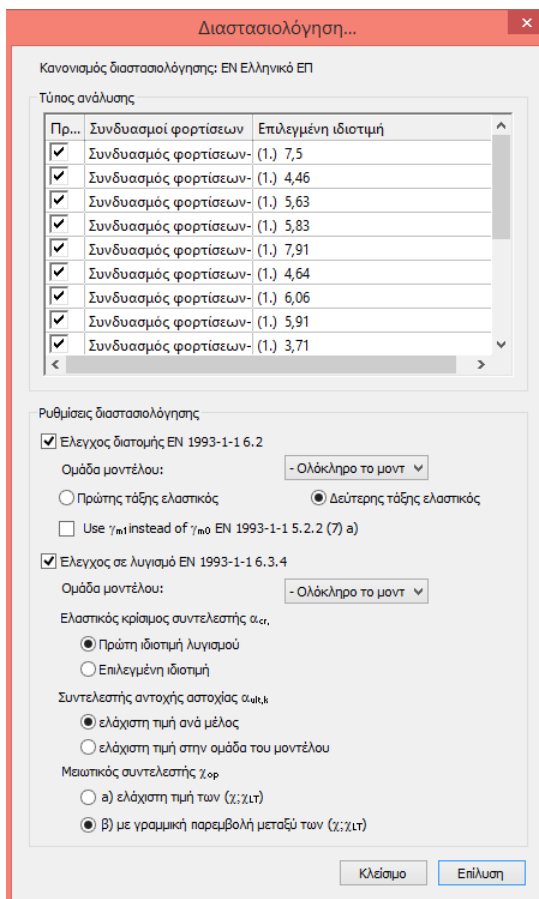 Διαστασιολόγηση...
×
Κανονισμός διαστασιολόγησης: EN Ελληνικό ΕΠ
Τύπος ανάλυσης
Πρ... Συνδυασμοί φορτίσεων Επιλεγμένη ιδιοτιμή
Συνδυασμός φορτίσεων- (1.) 7,5
Συνδυασμός φορτίσεων- (1.) 4,46
Συνδυασμός φορτίσεων- (1.) 5,63
Συνδυασμός φορτίσεων- (1.) 5,83
Συνδυασμός φορτίσεων- (1.) 7,91
Συνδυασμός φορτίσεων- (1.) 4,64
Συνδυασμός φορτίσεων- (1.) 6,06
Συνδυασμός φορτίσεων- (1.) 5,91
Συνδυασμός φορτίσεων- (1.) 3,71
Ρυθμίσεις διαστασιολόγησης
Έλεγχος διατομής EN 1993-1-1 6.2
Ομάδα μοντέλου: - Ολόκληρο το μοντ
Πρώτης τάξης ελαστικός Δεύτερης τάξης ελαστικός
Use γm1instead of γm0 EN 1993-1-1 5.2.2 (7) a)
Έλεγχος σε λυγισμό EN 1993-1-1 6.3.4
Ομάδα μοντέλου: - Ολόκληρο το μοντ
Ελαστικός κρίσιμος συντελεστής αcr,
Πρώτη ιδιοτιμή λυγισμού
Επιλεγμένη ιδιοτιμή
Συντελεστής αντοχής αστοχίας αult,k
ελάχιστη τιμή ανά μέλος
ελάχιστη τιμή στην ομάδα του μοντέλου
Μειωτικός συντελεστής χop
α) ελάχιστη τιμή των (χ;χLT)
β) με γραμμική παρεμβολή μεταξύ των (χ;χLT)
Κλείσιμο Επίλυση